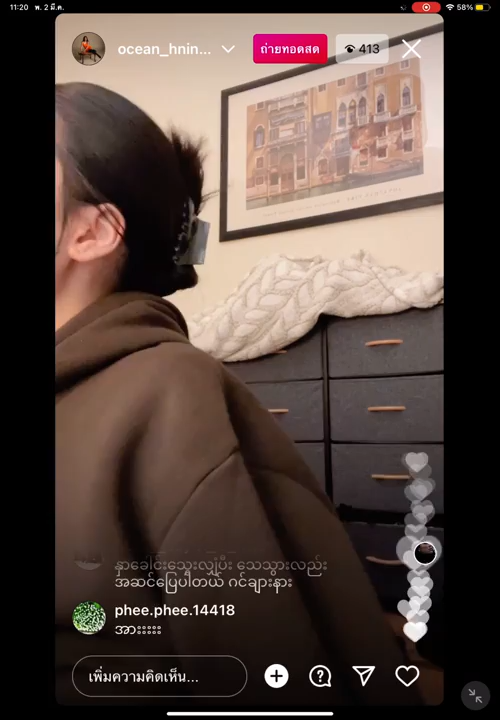 11:20 พ. 2 มี.ค.
58%
ocean_hnin...
ถ่ายทอดสด
413
နှာခေါင်းသွေးလျှံပြီး သေသွားလည်း
အဆင်ပြေပါတယ် ဂင်ချားနား
phee.phee.14418
အား::::
เพิ่มความคิดเห็น...